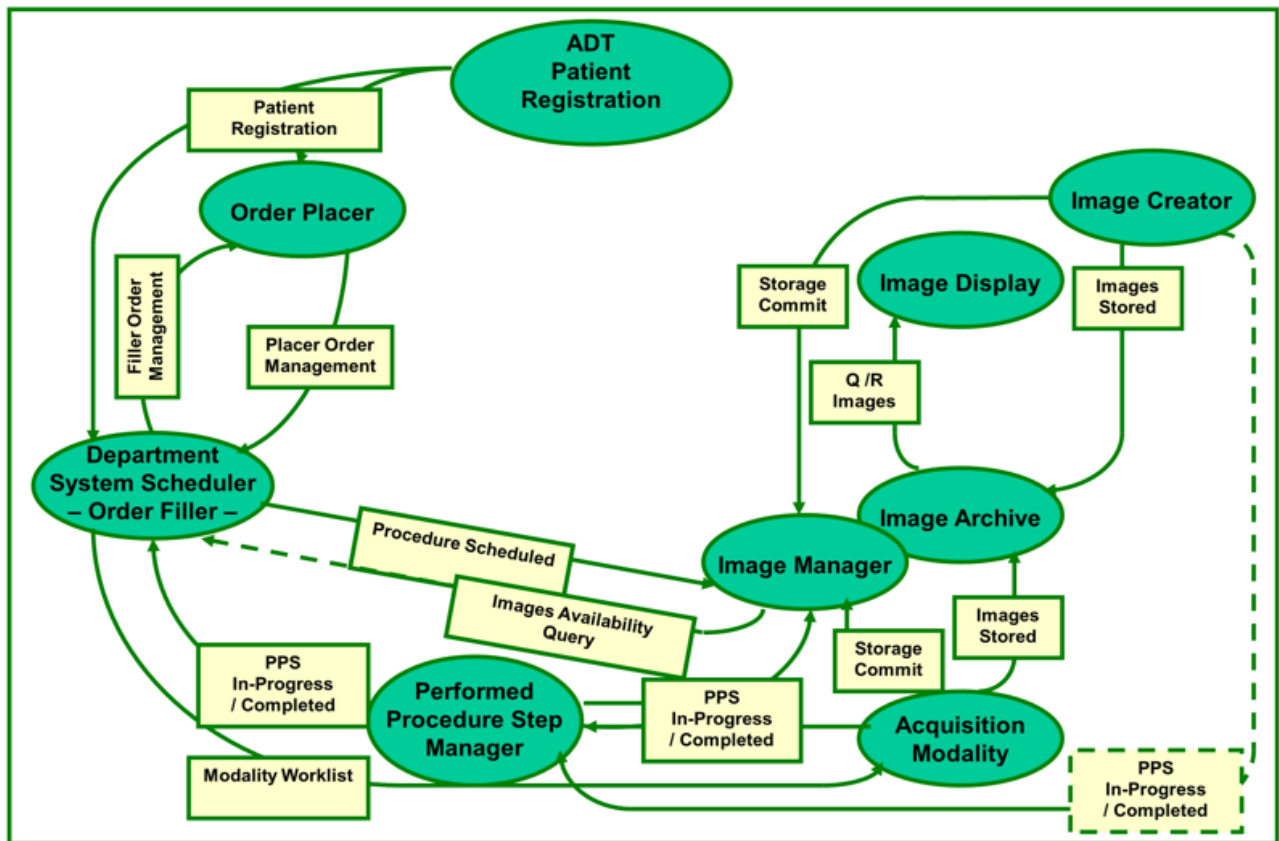 ADT
Patient
Registration
Patient
Registration
Order Placer
Image Creator
Image Display
Storage
Commit
Images
Stored
Filler Order
Management
Placer Order
Management
Q /R
Images
Department
System Scheduler
– Order Filler –
Image Archive
Procedure Scheduled
Image Manager
Images Availability
Query
Images
Stored
Storage
Commit
PPS
In-Progress
/ Completed
Performed
Procedure Step
Manager
PPS
In-Progress
/ Completed
Acquisition
Modality
Modality Worklist
PPS
In-Progress
/ Completed